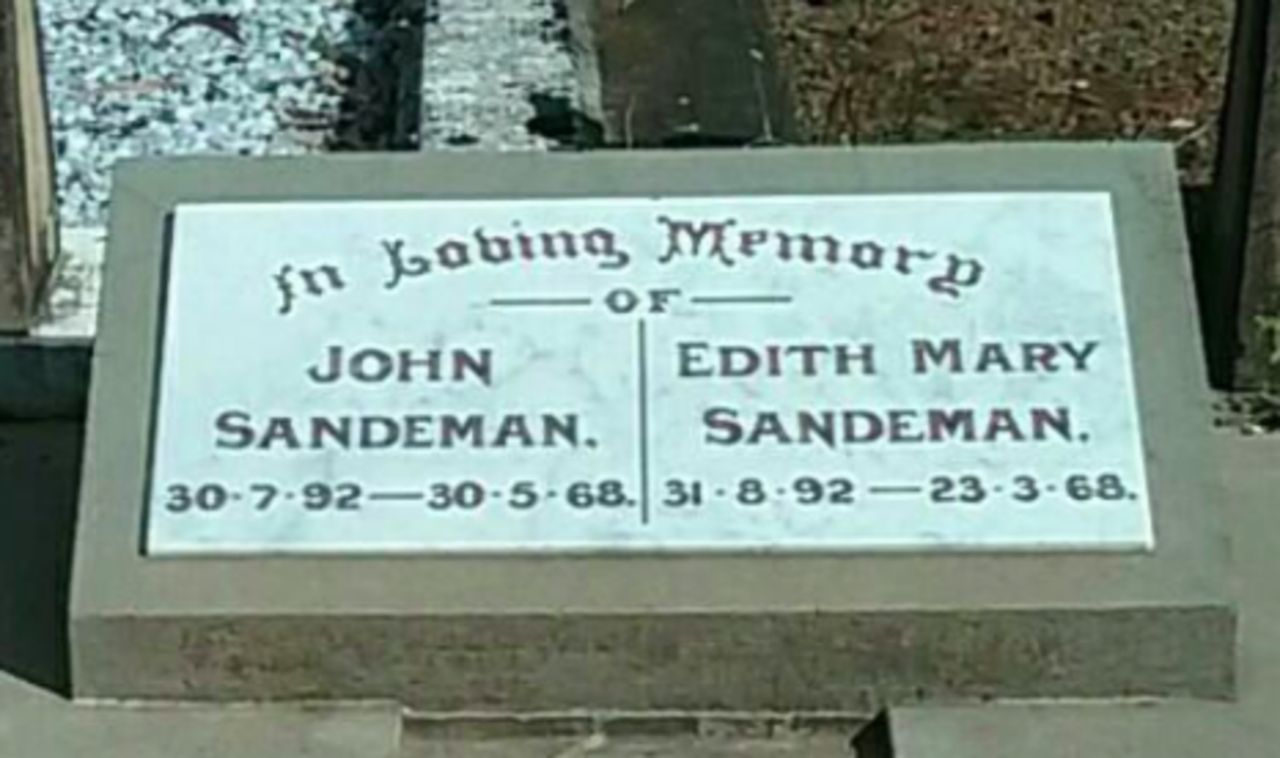 In Loving Memory
— OF —
JOHN
SANDEMAN.
30·7·92—30·5·68.
EDITH MARY
SANDEMAN.
31·8·92—23·3·68.